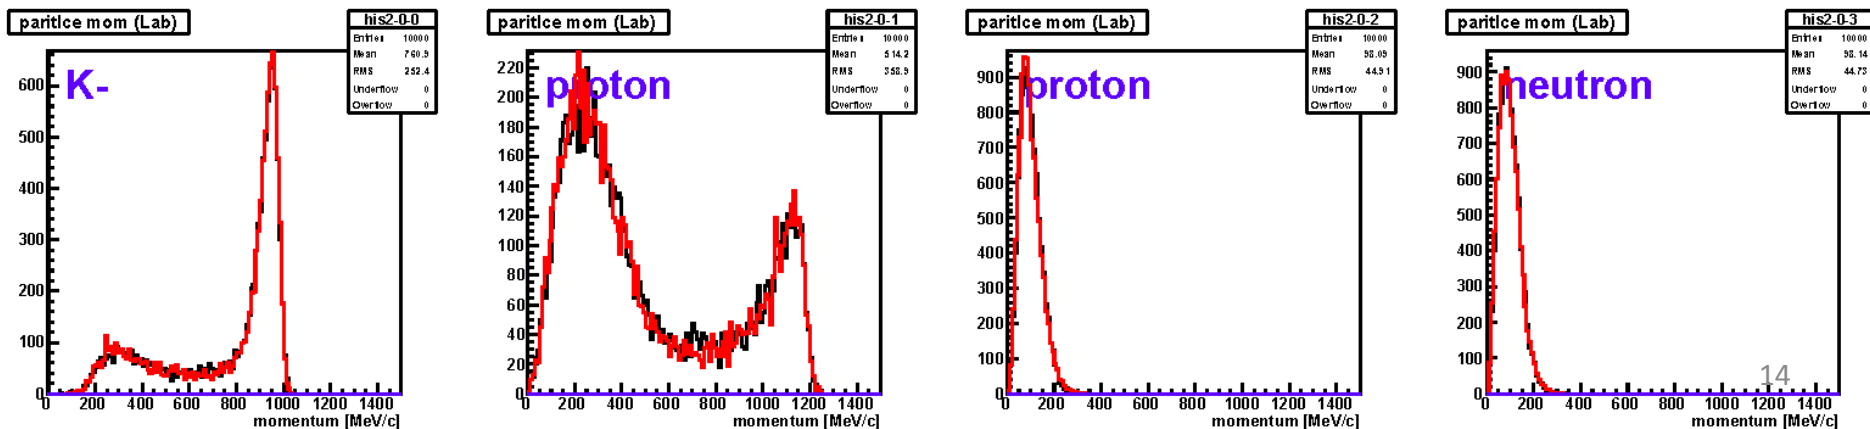 paritlce mom (Lab)
his2-0-0
Entries 10000
Mean 760.9
RMS 252.4
Underflow 0
Overflow 0
K-
600
500
400
300
200
100
0
0 200 400 600 800 1000 1200 1400
momentum [MeV/c]
paritlce mom (Lab)
his2-0-1
Entries 10000
Mean 514.2
RMS 358.9
Underflow 0
Overflow 0
proton
220
200
180
160
140
120
100
80
60
40
20
0
0 200 400 600 800 1000 1200 1400
momentum [MeV/c]
paritlce mom (Lab)
his2-0-2
Entries 10000
Mean 98.09
RMS 44.91
Underflow 0
Overflow 0
proton
900
800
700
600
500
400
300
200
100
0
0 200 400 600 800 1000 1200 1400
momentum [MeV/c]
paritlce mom (Lab)
his2-0-3
Entries 10000
Mean 98.14
RMS 44.73
Underflow 0
Overflow 0
neutron
900
800
700
600
500
400
300
200
100
0
0 200 400 600 800 1000 1200 1400
momentum [MeV/c]
14